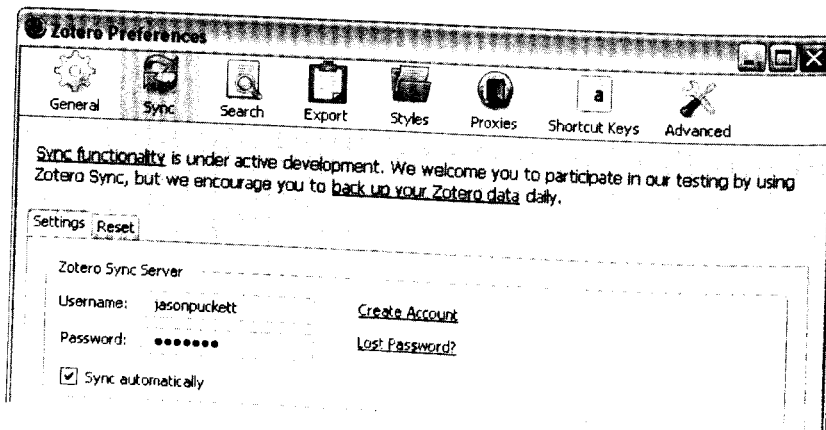 Zotero Preferences
General Sync Search Export Styles Proxies Shortcut Keys Advanced
Sync functionality is under active development. We welcome you to participate in our testing by using
Zotero Sync, but we encourage you to back up your Zotero data daily.
Settings Reset
Zotero Sync Server
Username: jasonpuckett Create Account
Password: ●●●●●●● Lost Password?
Sync automatically